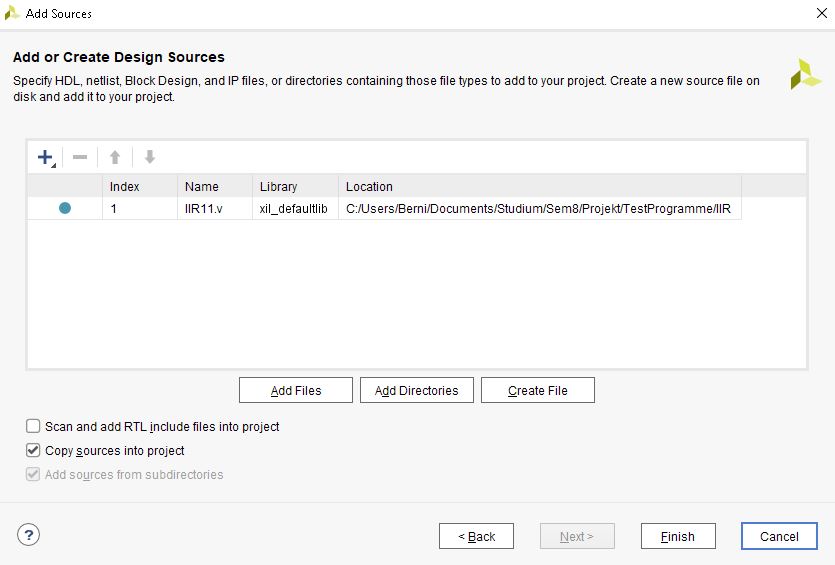 Add Sources
Add or Create Design Sources
Specify HDL, netlist, Block Design, and IP files, or directories containing those file types to add to your project. Create a new source file on
disk and add it to your project.
Index Name Library Location
1 IIR11.v xil_defaultlib C:/Users/Berni/Documents/Studium/Sem8/Projekt/TestProgramme/IIR
Add Files Add Directories Create File
Scan and add RTL include files into project
Copy sources into project
Add sources from subdirectories
? < Back Next > Finish Cancel